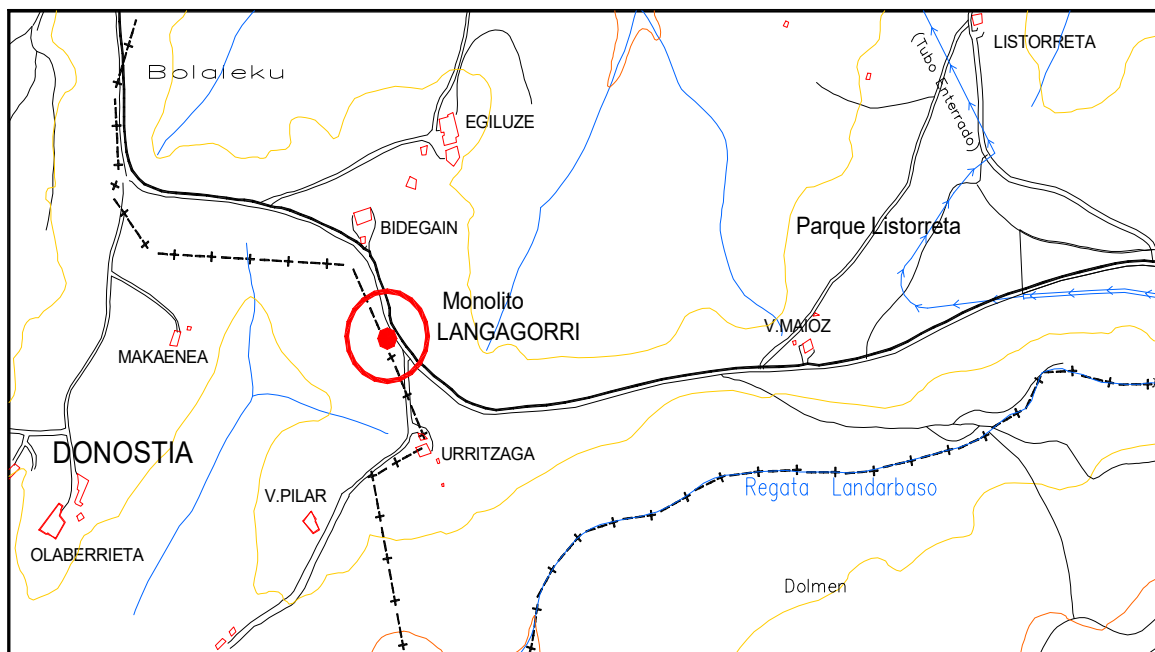 Bolaleku
LISTORRETA
(Tubo Enterrado)
EGILUZE
BIDEGAIN
Parque Listorreta
Monolito
LANGAGORRI
V.MAIOZ
MAKAENEA
DONOSTIA
URRITZAGA
Regata Landarbaso
V.PILAR
OLABERRIETA
Dolmen